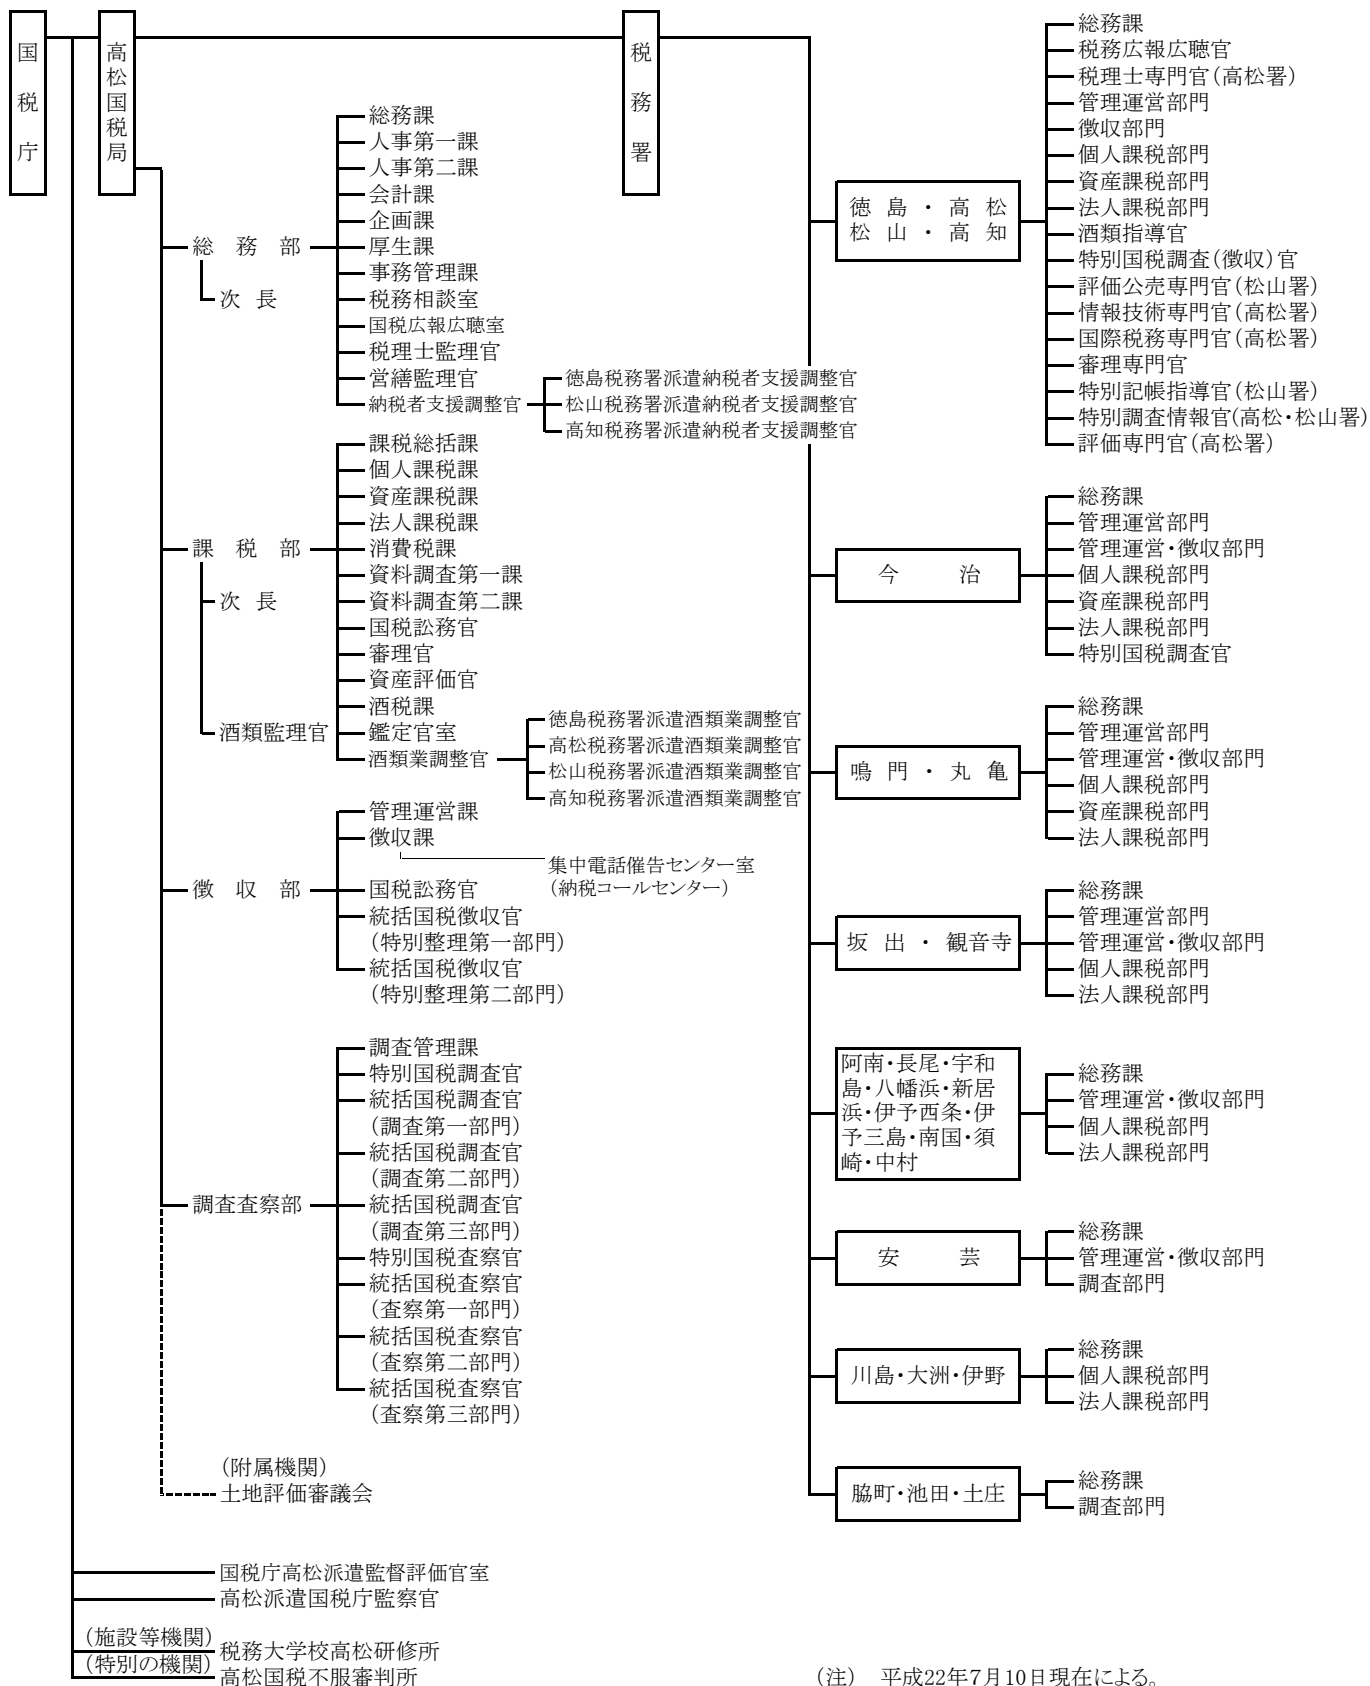 国税庁
高松国税局
総務部
次長
総務課
人事第一課
人事第二課
会計課
企画課
厚生課
事務管理課
税務相談室
国税広報広聴室
税理士監理官
営繕監理官
納税者支援調整官
徳島税務署派遣納税者支援調整官
松山税務署派遣納税者支援調整官
高知税務署派遣納税者支援調整官
課税部
次長
酒類監理官
課税総括課
個人課税課
資産課税課
法人課税課
消費税課
資料調査第一課
資料調査第二課
国税訟務官
審理官
資産評価官
酒税課
鑑定官室
酒類業調整官
徳島税務署派遣酒類業調整官
高松税務署派遣酒類業調整官
松山税務署派遣酒類業調整官
高知税務署派遣酒類業調整官
徴収部
管理運営課
徴収課
集中電話催告センター室
（納税コールセンター）
国税訟務官
統括国税徴収官
（特別整理第一部門）
統括国税徴収官
（特別整理第二部門）
調査査察部
調査管理課
特別国税調査官
統括国税調査官
（調査第一部門）
統括国税調査官
（調査第二部門）
統括国税調査官
（調査第三部門）
特別国税査察官
統括国税査察官
（査察第一部門）
統括国税査察官
（査察第二部門）
統括国税査察官
（査察第三部門）
（附属機関）
土地評価審議会
国税庁高松派遣監督評価官室
高松派遣国税庁監察官
（施設等機関）
税務大学校高松研修所
（特別の機関）
高松国税不服審判所
税務署
徳島・高松
松山・高知
総務課
税務広報広聴官
税理士専門官（高松署）
管理運営部門
徴収部門
個人課税部門
資産課税部門
法人課税部門
酒類指導官
特別国税調査（徴収）官
評価公売専門官（松山署）
情報技術専門官（高松署）
国際税務専門官（高松署）
審理専門官
特別記帳指導官（松山署）
特別調査情報官（高松・松山署）
評価専門官（高松署）
今治
総務課
管理運営部門
管理運営・徴収部門
個人課税部門
資産課税部門
法人課税部門
特別国税調査官
鳴門・丸亀
総務課
管理運営部門
管理運営・徴収部門
個人課税部門
資産課税部門
法人課税部門
坂出・観音寺
総務課
管理運営部門
管理運営・徴収部門
個人課税部門
法人課税部門
阿南・長尾・宇和
島・八幡浜・新居
浜・伊予西条・伊
予三島・南国・須
崎・中村
総務課
管理運営・徴収部門
個人課税部門
法人課税部門
安芸
総務課
管理運営・徴収部門
調査部門
川島・大洲・伊野
総務課
個人課税部門
法人課税部門
脇町・池田・土庄
総務課
調査部門
（注）　平成22年7月10日現在による。